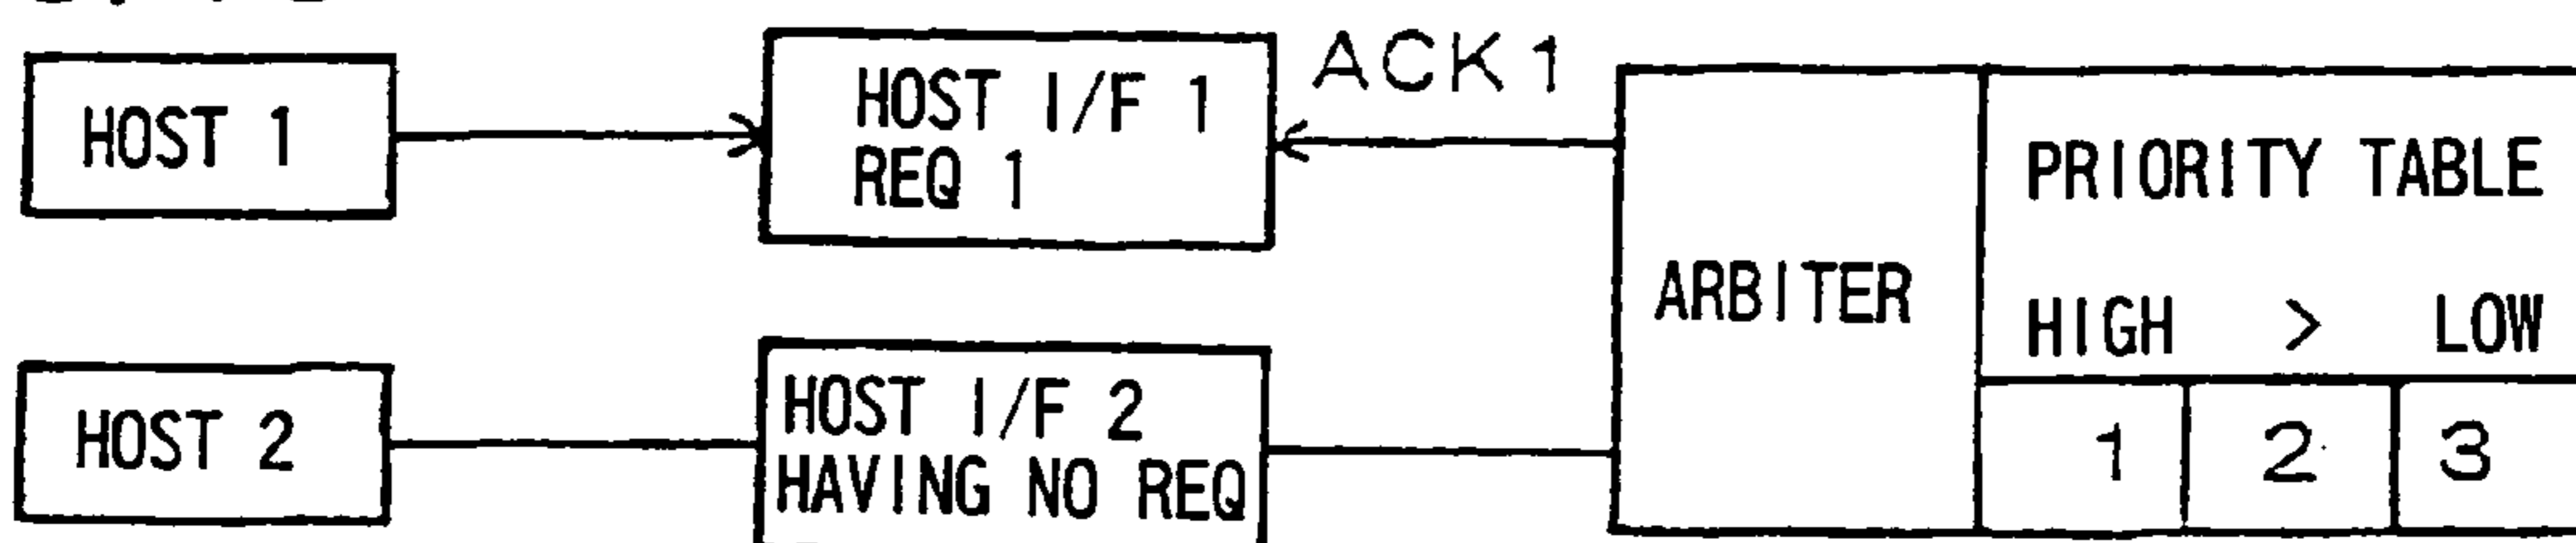 HOST 1
HOST I/F 1
REQ 1
ACK1
HOST 2
HOST I/F 2
HAVING NO REQ
ARBITER
PRIORITY TABLE
HIGH > LOW
1 2 3